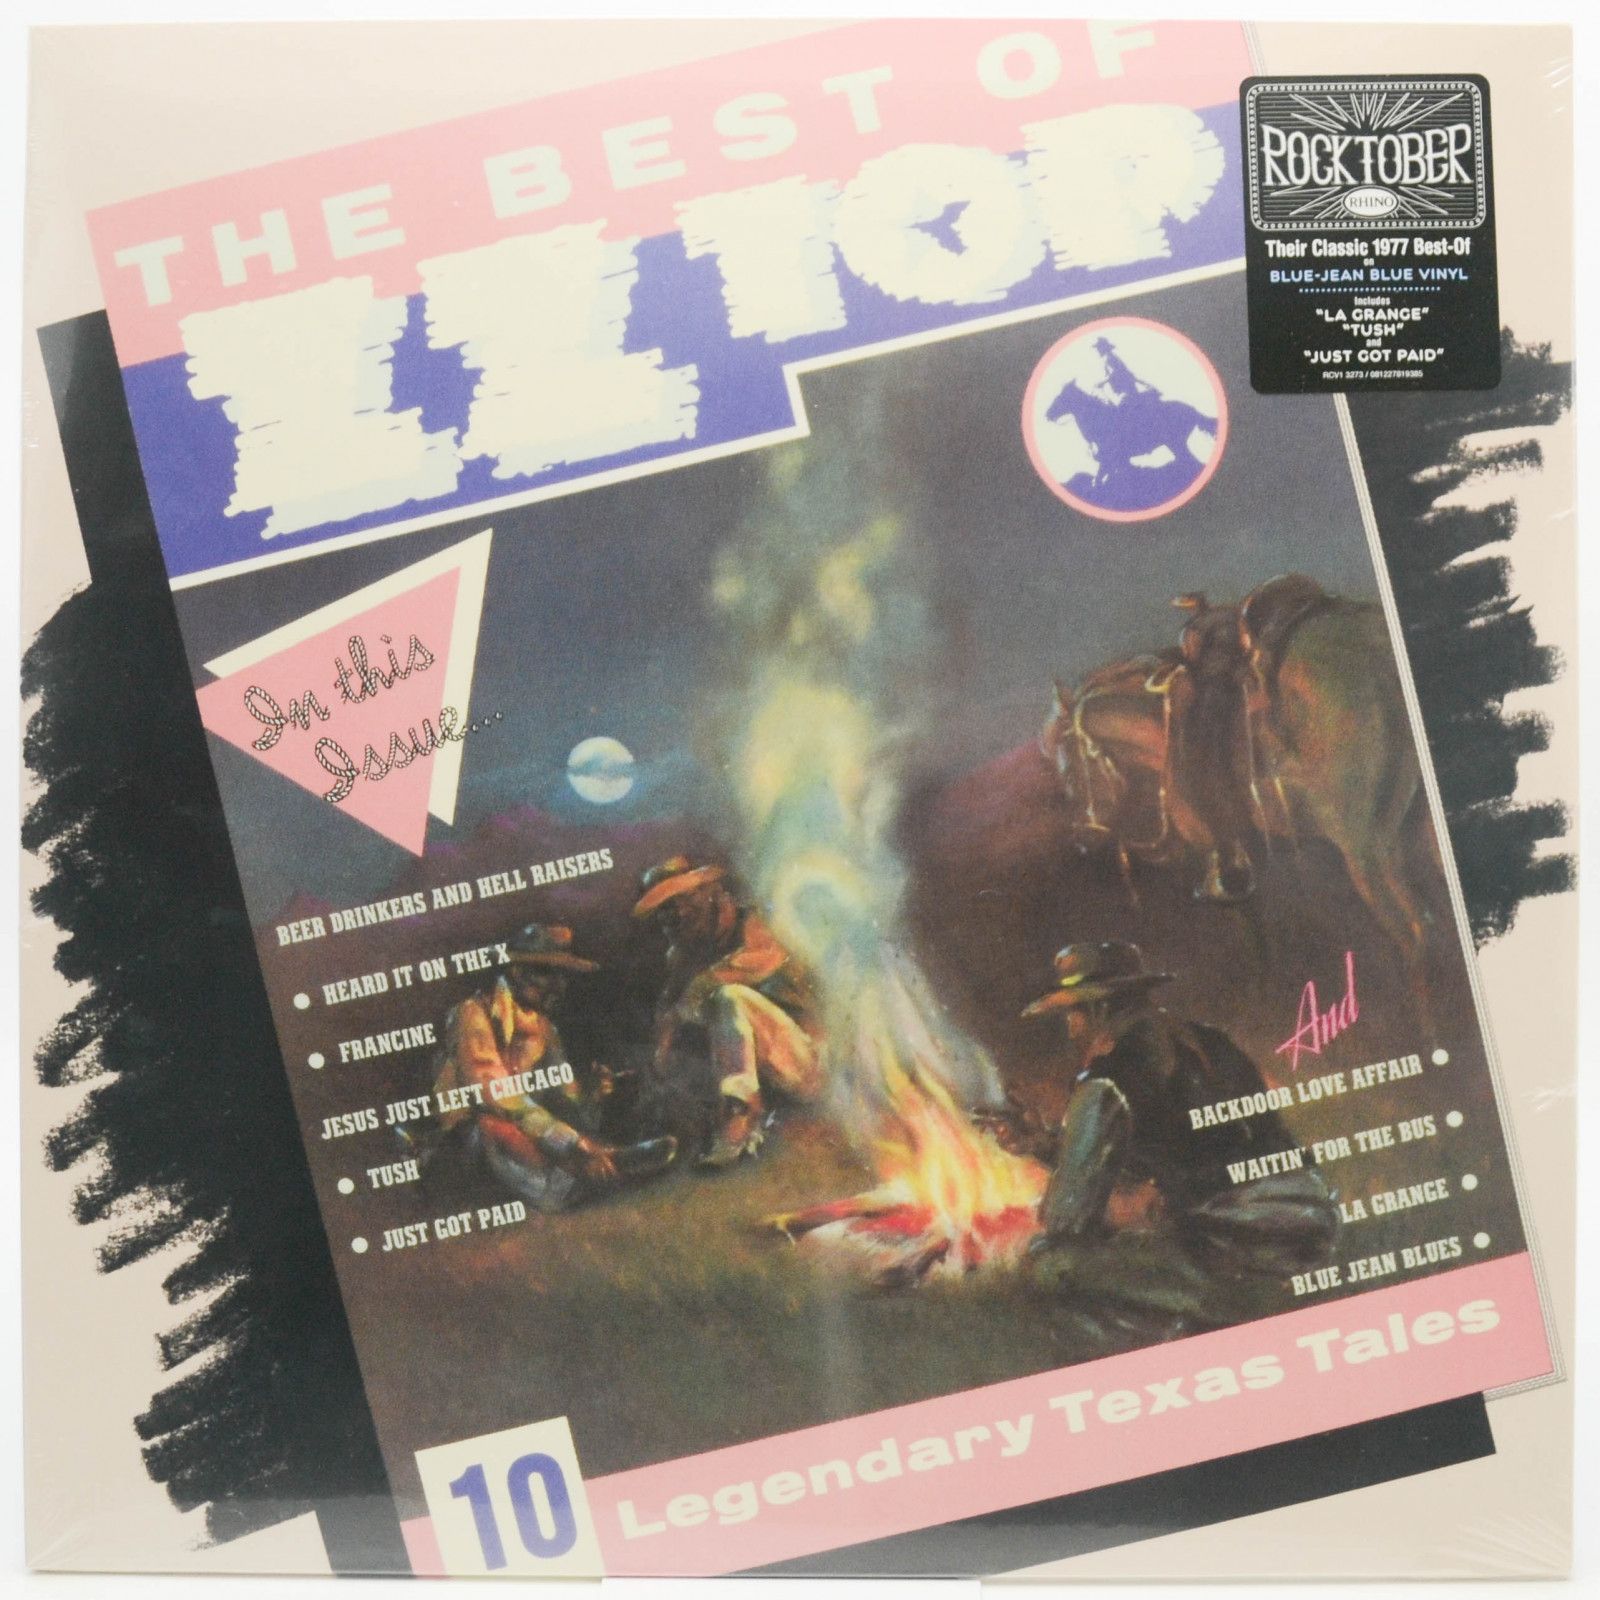 THE BEST OF
ZZ TOP
ROCKTOBER
RHINO
Their Classic 1977 Best-Of
on
BLUE-JEAN BLUE VINYL
Includes
"LA GRANGE"
"TUSH"
and
"JUST GOT PAID"
RCV1 3273 / 081227819385
In this
Issue...
BEER DRINKERS AND HELL RAISERS
• HEARD IT ON THE X
• FRANCINE
JESUS JUST LEFT CHICAGO
• TUSH
• JUST GOT PAID
And
BACKDOOR LOVE AFFAIR •
WAITIN' FOR THE BUS •
LA GRANGE •
BLUE JEAN BLUES •
10 Legendary Texas Tales